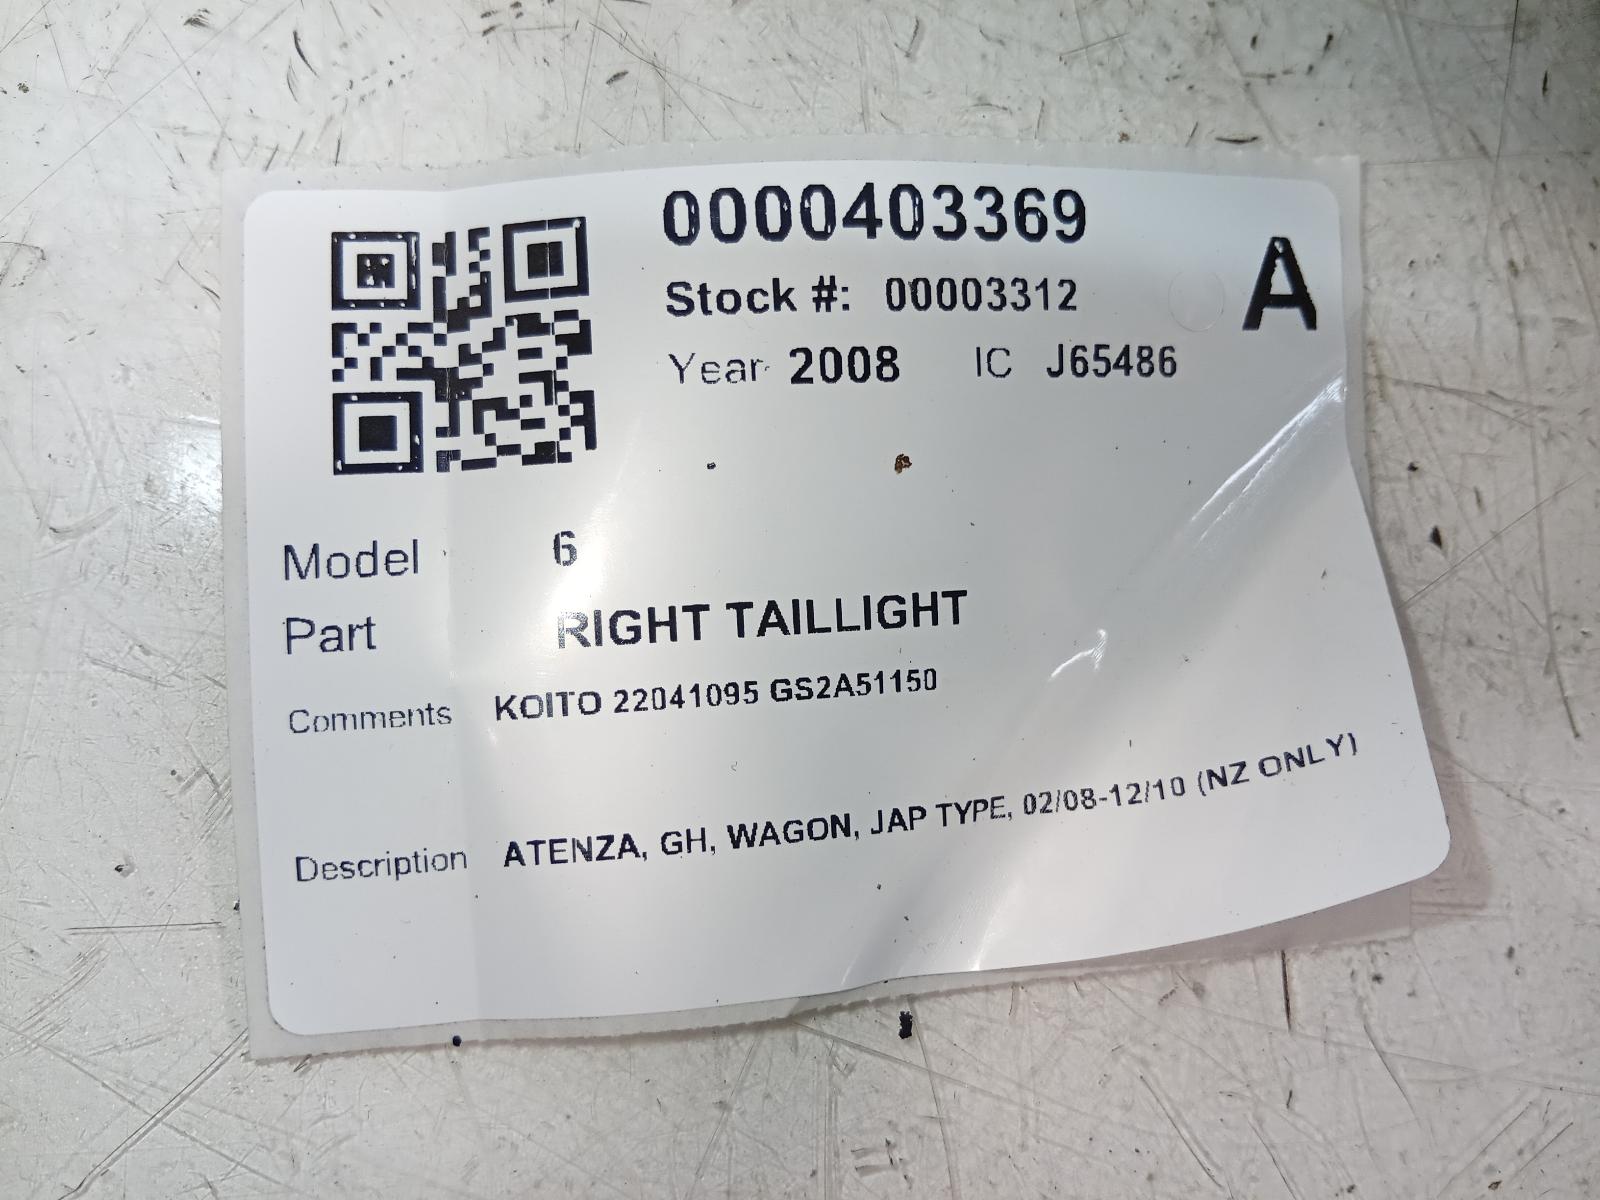 0000403369
A
Stock #: 00003312
Year 2008 IC J65486
Model 6
Part RIGHT TAILLIGHT
Comments KOITO 22041095 GS2A51150
Description ATENZA, GH, WAGON, JAP TYPE, 02/08-12/10 (NZ ONLY)